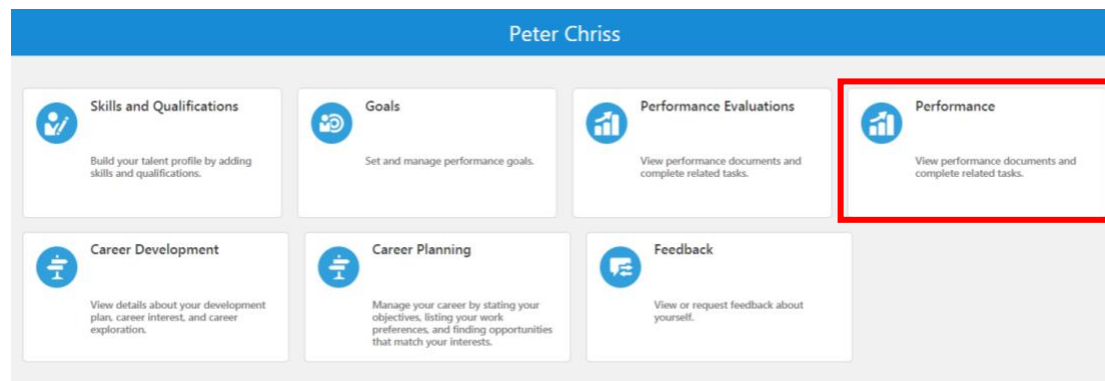 Peter Chriss
Skills and Qualifications
Build your talent profile by adding
skills and qualifications.
Goals
Set and manage performance goals.
Performance Evaluations
View performance documents and
complete related tasks.
Performance
View performance documents and
complete related tasks.
Career Development
View details about your development
plan, career interest, and career
exploration.
Career Planning
Manage your career by stating your
objectives, listing your work
preferences, and finding opportunities
that match your interests.
Feedback
View or request feedback about
yourself.